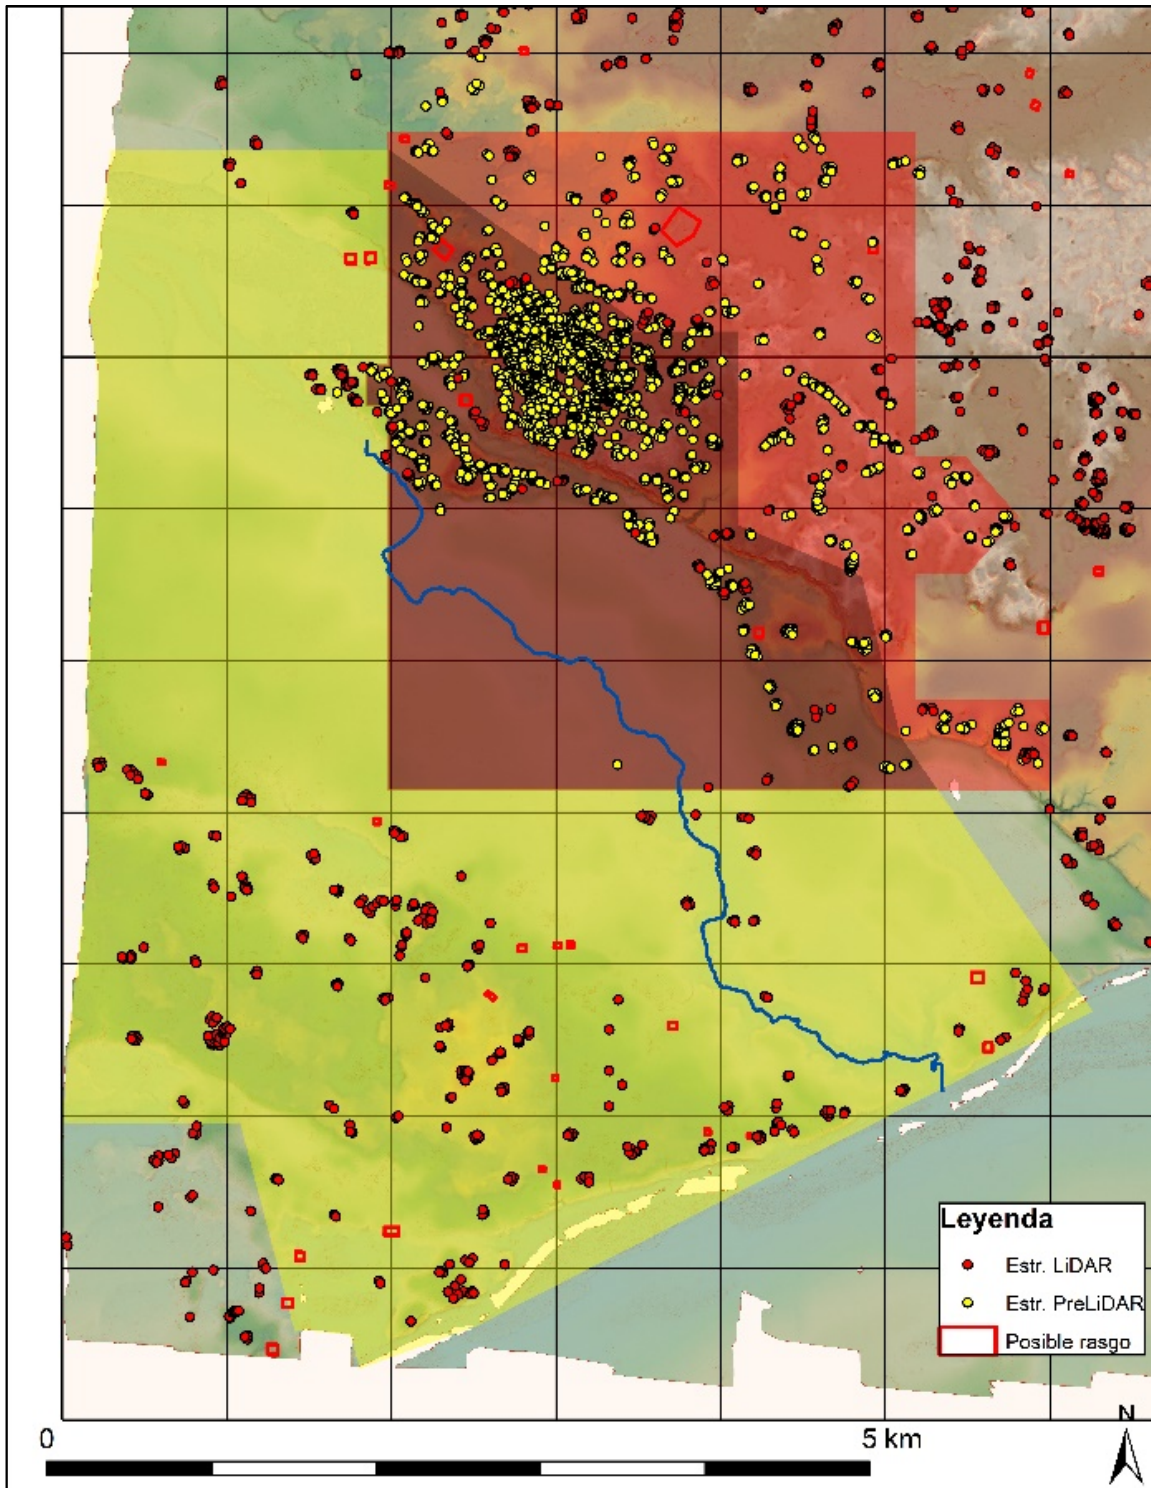 Leyenda
Estr. LiDAR
Estr. PreLiDAR
Posible rasgo
N
0
5 km